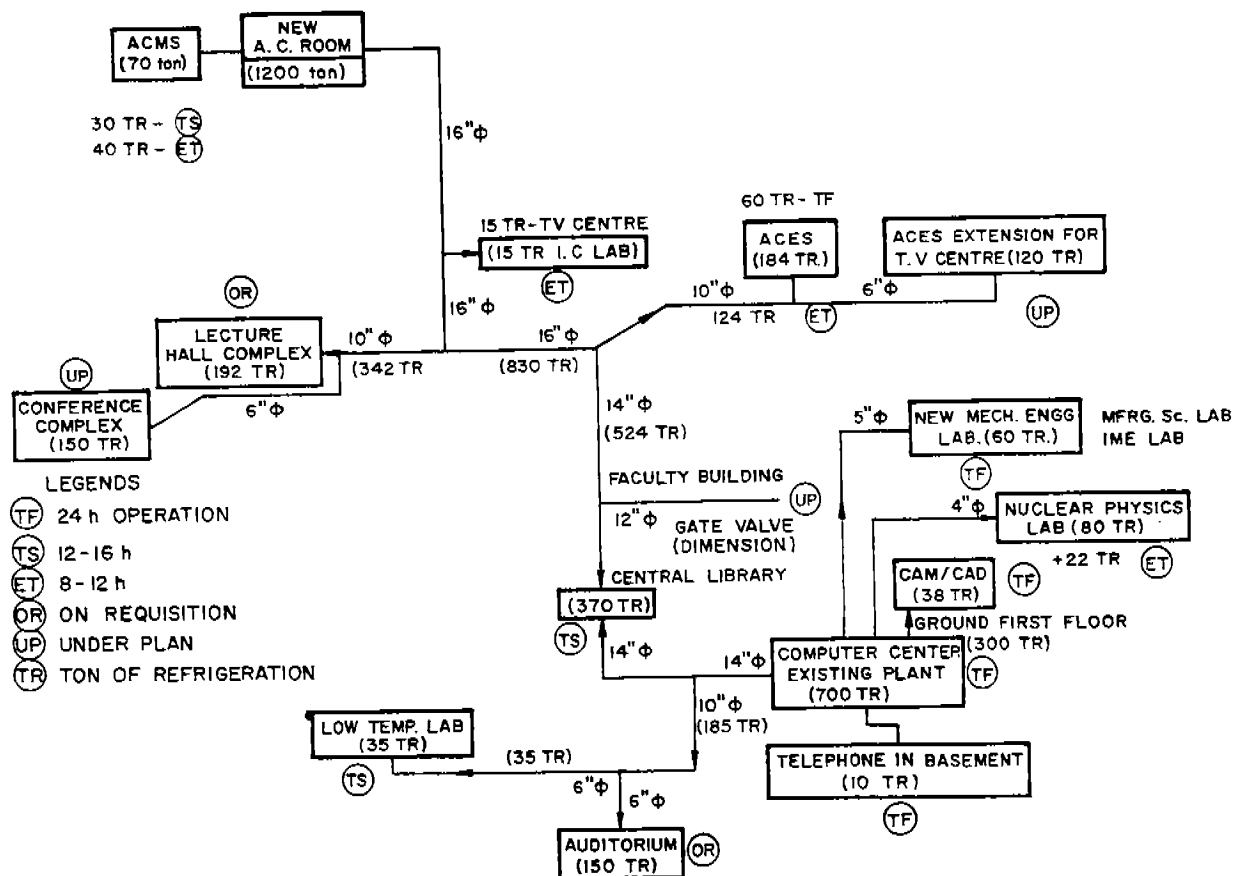 ACMS
(70 ton)
NEW
A. C. ROOM
(1200 ton)
30 TR- TS
40 TR- ET
16"ϕ
15 TR-TV CENTRE
(15 TR I.C LAB)
ET
60 TR- TF
ACES
(184 TR.)
ACES EXTENSION FOR
T. V CENTRE (120 TR)
10"ϕ
124 TR
ET
6"ϕ
UP
OR
LECTURE
HALL COMPLEX
(192 TR)
16"ϕ
10"ϕ
(342 TR
16"ϕ
(830 TR)
UP
CONFERENCE
COMPLEX
(150 TR)
6"ϕ
14"ϕ
(524 TR)
5"ϕ
NEW MECH. ENGG
LAB. (60 TR.)
MFRG. Sc. LAB
IME LAB
TF
LEGENDS
TF 24 h OPERATION
TS 12-16 h
ET 8-12 h
OR ON REQUISITION
UP UNDER PLAN
TR TON OF REFRIGERATION
FACULTY BUILDING
UP
12"ϕ
GATE VALVE
(DIMENSION)
4"ϕ
NUCLEAR PHYSICS
LAB (80 TR)
+22 TR
ET
CENTRAL LIBRARY
(370 TR)
TS
CAM/CAD
(38 TR)
TF
GROUND FIRST FLOOR
(300 TR)
14"ϕ
14"ϕ
COMPUTER CENTER
EXISTING PLANT
(700 TR)
TF
10"ϕ
(185 TR)
LOW TEMP. LAB
(35 TR)
TS
(35 TR)
6"ϕ
6"ϕ
TELEPHONE IN BASEMENT
(10 TR)
TF
AUDITORIUM
(150 TR)
OR